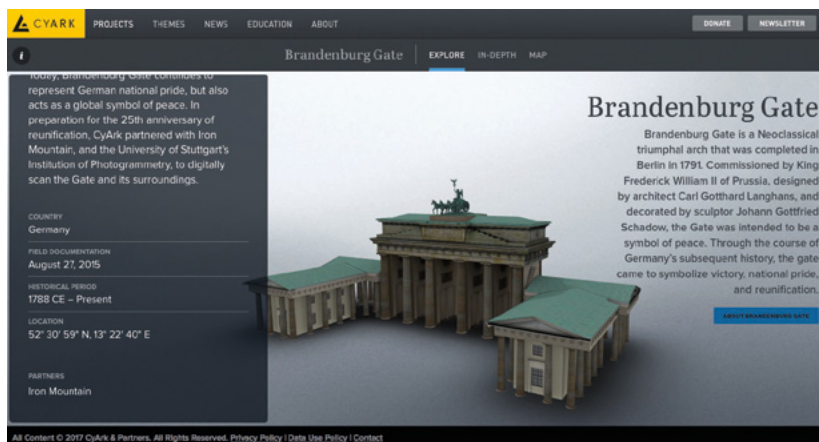 CYARK PROJECTS THEMES NEWS EDUCATION ABOUT DONATE NEWSLETTER
i Brandenburg Gate EXPLORE IN-DEPTH MAP
Today, Brandenburg Gate continues to
represent German national pride, but also
acts as a global symbol of peace. In
preparation for the 25th anniversary of
reunification, CyArk partnered with Iron
Mountain, and the University of Stuttgart's
Institution of Photogrammetry, to digitally
scan the Gate and its surroundings.
COUNTRY
Germany
FIELD DOCUMENTATION
August 27, 2015
HISTORICAL PERIOD
1788 CE – Present
LOCATION
52° 30' 59" N, 13° 22' 40" E
PARTNERS
Iron Mountain
Brandenburg Gate
Brandenburg Gate is a Neoclassical
triumphal arch that was completed in
Berlin in 1791. Commissioned by King
Frederick William II of Prussia, designed
by architect Carl Gotthard Langhans, and
decorated by sculptor Johann Gottfried
Schadow, the Gate was intended to be a
symbol of peace. Through the course of
Germany's subsequent history, the gate
came to symbolize victory, national pride,
and reunification.
ABOUT BRANDENBURG GATE
All Content © 2017 CyArk & Partners. All Rights Reserved. Privacy Policy | Data Use Policy | Contact